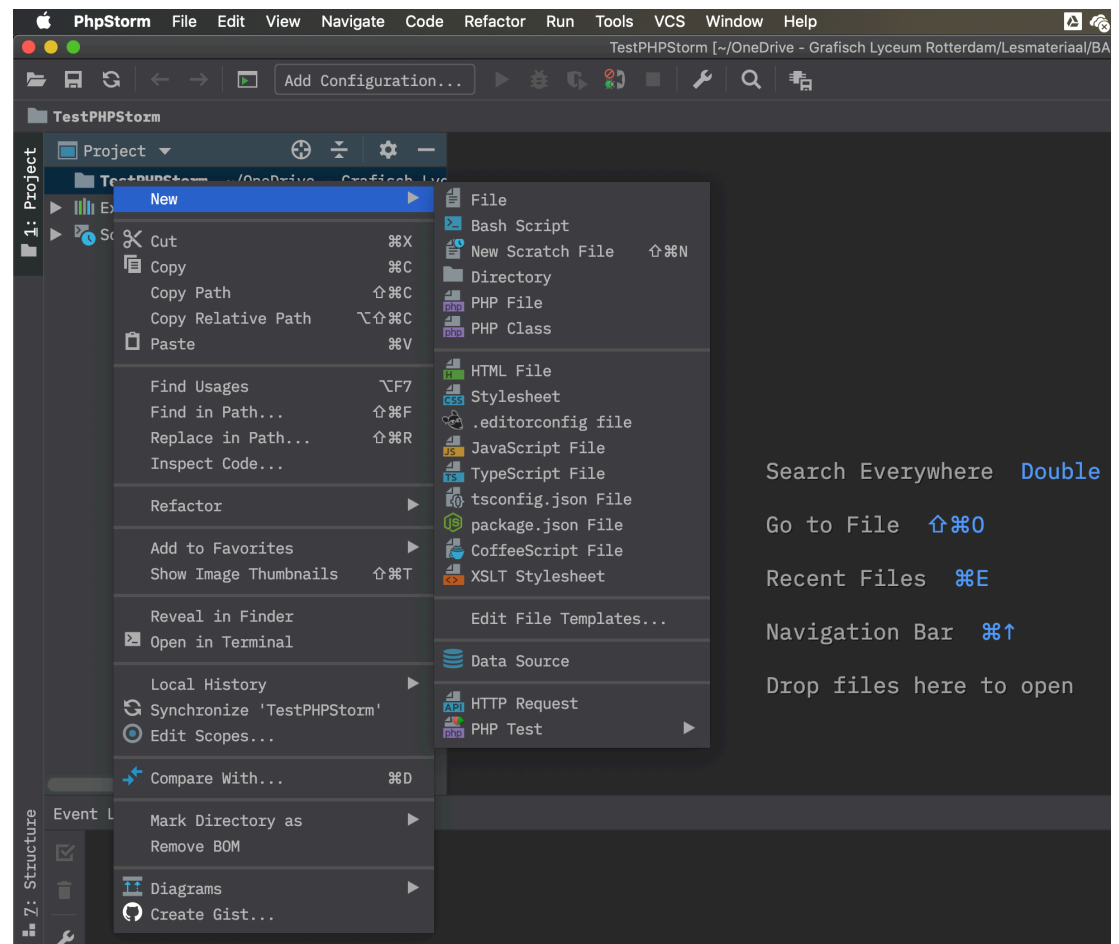 PhpStorm File Edit View Navigate Code Refactor Run Tools VCS Window Help
TestPHPStorm [~/OneDrive - Grafisch Lyceum Rotterdam/Lesmateriaal/BA
Add Configuration...
TestPHPStorm
1: Project
Project
TestPHPStorm ~/OneDrive - Grafisch Lyc
New
Cut ⌘X
Copy ⌘C
Copy Path ⇧⌘C
Copy Relative Path ⌥⇧⌘C
Paste ⌘V
Find Usages ⌥F7
Find in Path... ⇧⌘F
Replace in Path... ⇧⌘R
Inspect Code...
Refactor
Add to Favorites
Show Image Thumbnails ⇧⌘T
Reveal in Finder
Open in Terminal
Local History
Synchronize 'TestPHPStorm'
Edit Scopes...
Compare With... ⌘D
Mark Directory as
Remove BOM
Diagrams
Create Gist...
File
Bash Script
New Scratch File ⇧⌘N
Directory
PHP File
PHP Class
HTML File
Stylesheet
.editorconfig file
JavaScript File
TypeScript File
tsconfig.json File
package.json File
CoffeeScript File
XSLT Stylesheet
Edit File Templates...
Data Source
HTTP Request
PHP Test
Search Everywhere Double
Go to File ⇧⌘O
Recent Files ⌘E
Navigation Bar ⌘↑
Drop files here to open
Event L
Z: Structure